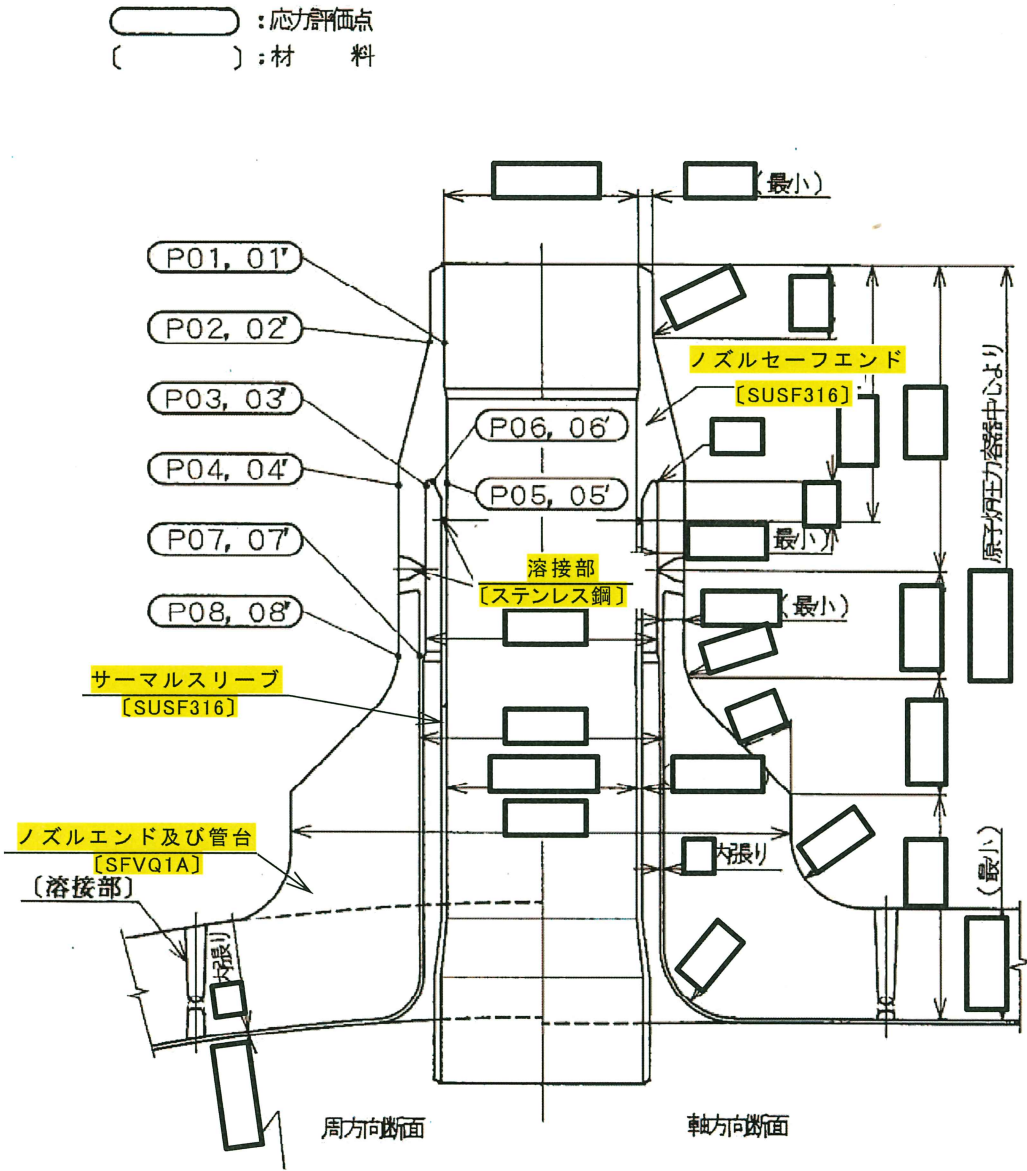 ：応力評価点
〔 〕：材 料
(最小)
P01, 01'
P02, 02'
P03, 03'
P04, 04'
P06, 06'
P05, 05'
P07, 07'
P08, 08'
ノズルセーフエンド
〔SUSF316〕
原子炉圧力容器中心より
最小)
溶接部
〔ステンレス鋼〕
(最小)
サーマルスリーブ
〔SUSF316〕
ノズルエンド及び管台
〔SFVQ1A〕
〔溶接部〕
内張り
内張り
(最小)
周方向断面
軸方向断面